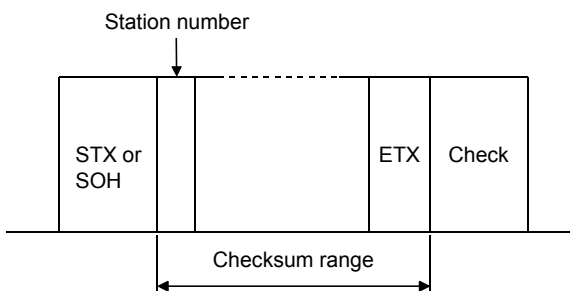 Station number
STX or
SOH
ETX
Check
Checksum range